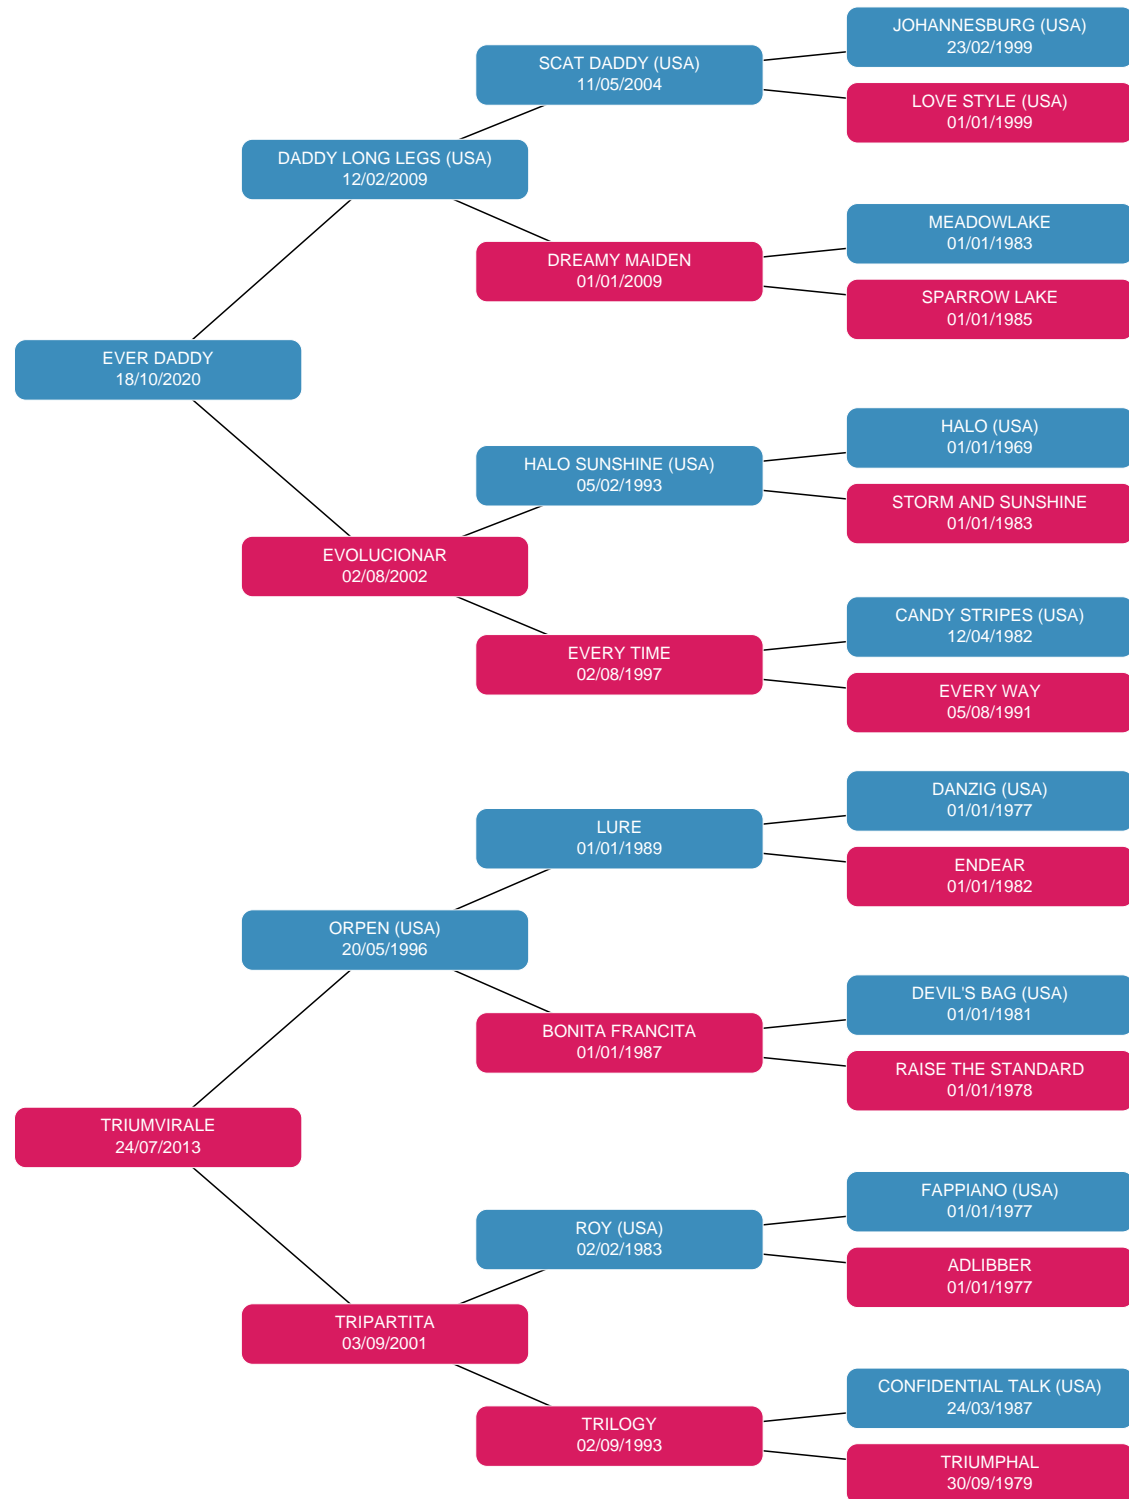 JOHANNESBURG (USA)
23/02/1999
SCAT DADDY (USA)
11/05/2004
LOVE STYLE (USA)
01/01/1999
DADDY LONG LEGS (USA)
12/02/2009
MEADOWLAKE
01/01/1983
DREAMY MAIDEN
01/01/2009
SPARROW LAKE
01/01/1985
EVER DADDY
18/10/2020
HALO (USA)
01/01/1969
HALO SUNSHINE (USA)
05/02/1993
STORM AND SUNSHINE
01/01/1983
EVOLUCIONAR
02/08/2002
CANDY STRIPES (USA)
12/04/1982
EVERY TIME
02/08/1997
EVERY WAY
05/08/1991
DANZIG (USA)
01/01/1977
LURE
01/01/1989
ENDEAR
01/01/1982
ORPEN (USA)
20/05/1996
DEVIL'S BAG (USA)
01/01/1981
BONITA FRANCITA
01/01/1987
RAISE THE STANDARD
01/01/1978
TRIUMVIRALE
24/07/2013
FAPPIANO (USA)
01/01/1977
ROY (USA)
02/02/1983
ADLIBBER
01/01/1977
TRIPARTITA
03/09/2001
CONFIDENTIAL TALK (USA)
24/03/1987
TRILOGY
02/09/1993
TRIUMPHAL
30/09/1979